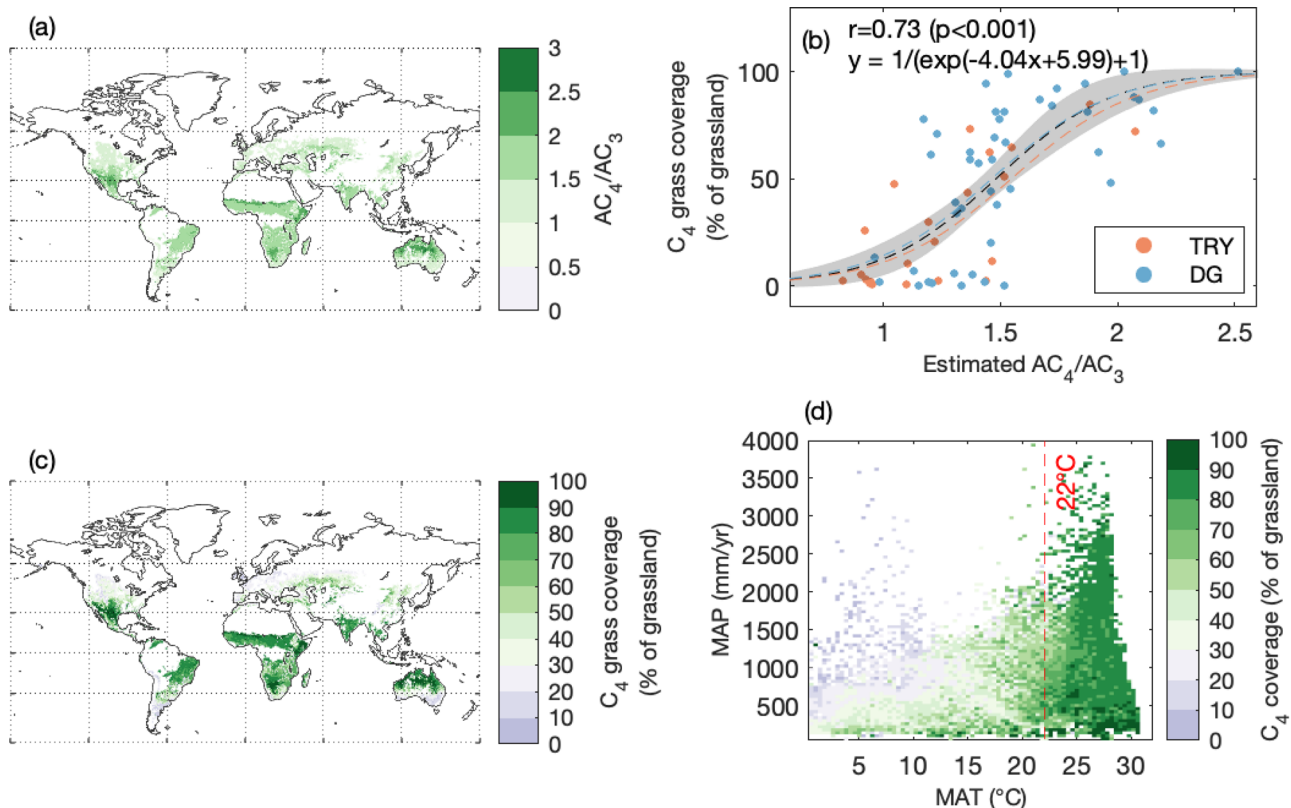 (a)
3
2.5
2
1.5
1
0.5
0
AC4/AC3
(b)
r=0.73 (p<0.001)
y = 1/(exp(-4.04x+5.99)+1)
100
50
0
C4 grass coverage
(% of grassland)
TRY
DG
1
1.5
2
2.5
Estimated AC4/AC3
(c)
100
90
80
70
60
50
40
30
20
10
0
C4 grass coverage
(% of grassland)
(d)
4000
3500
3000
2500
2000
1500
1000
500
MAP (mm/yr)
22°C
5
10
15
20
25
30
MAT (°C)
100
90
80
70
60
50
40
30
20
10
0
C4 coverage (% of grassland)